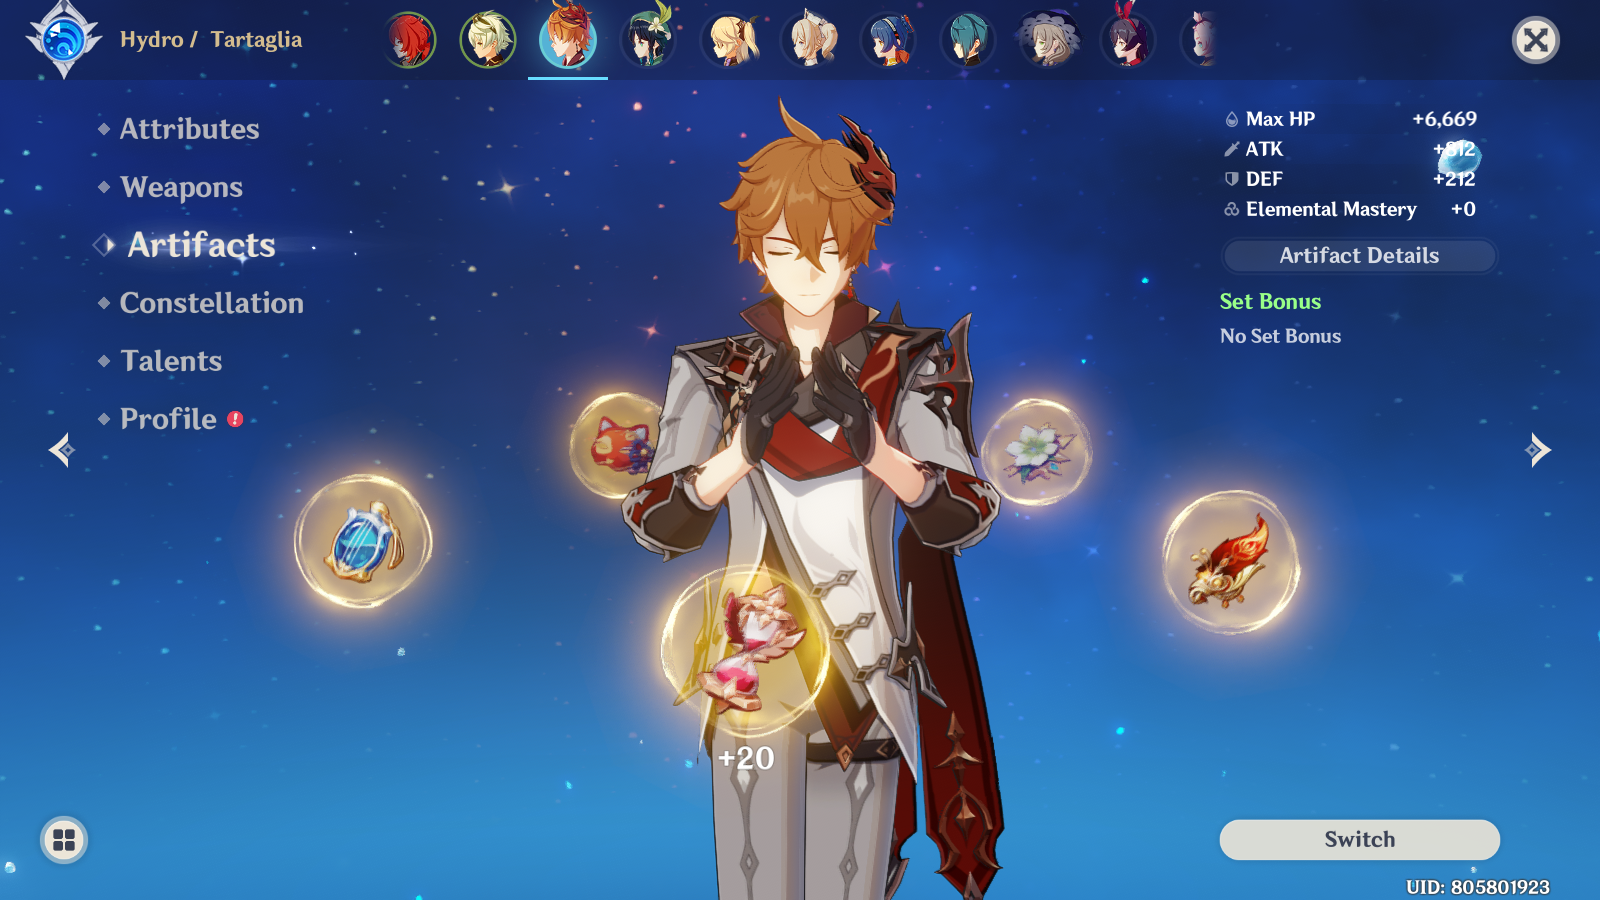 Hydro / Tartaglia
Attributes
Weapons
Artifacts
Constellation
Talents
Profile
Max HP +6,669
ATK +812
DEF +212
Elemental Mastery +0
Artifact Details
Set Bonus
No Set Bonus
+20
Switch
UID: 805801923